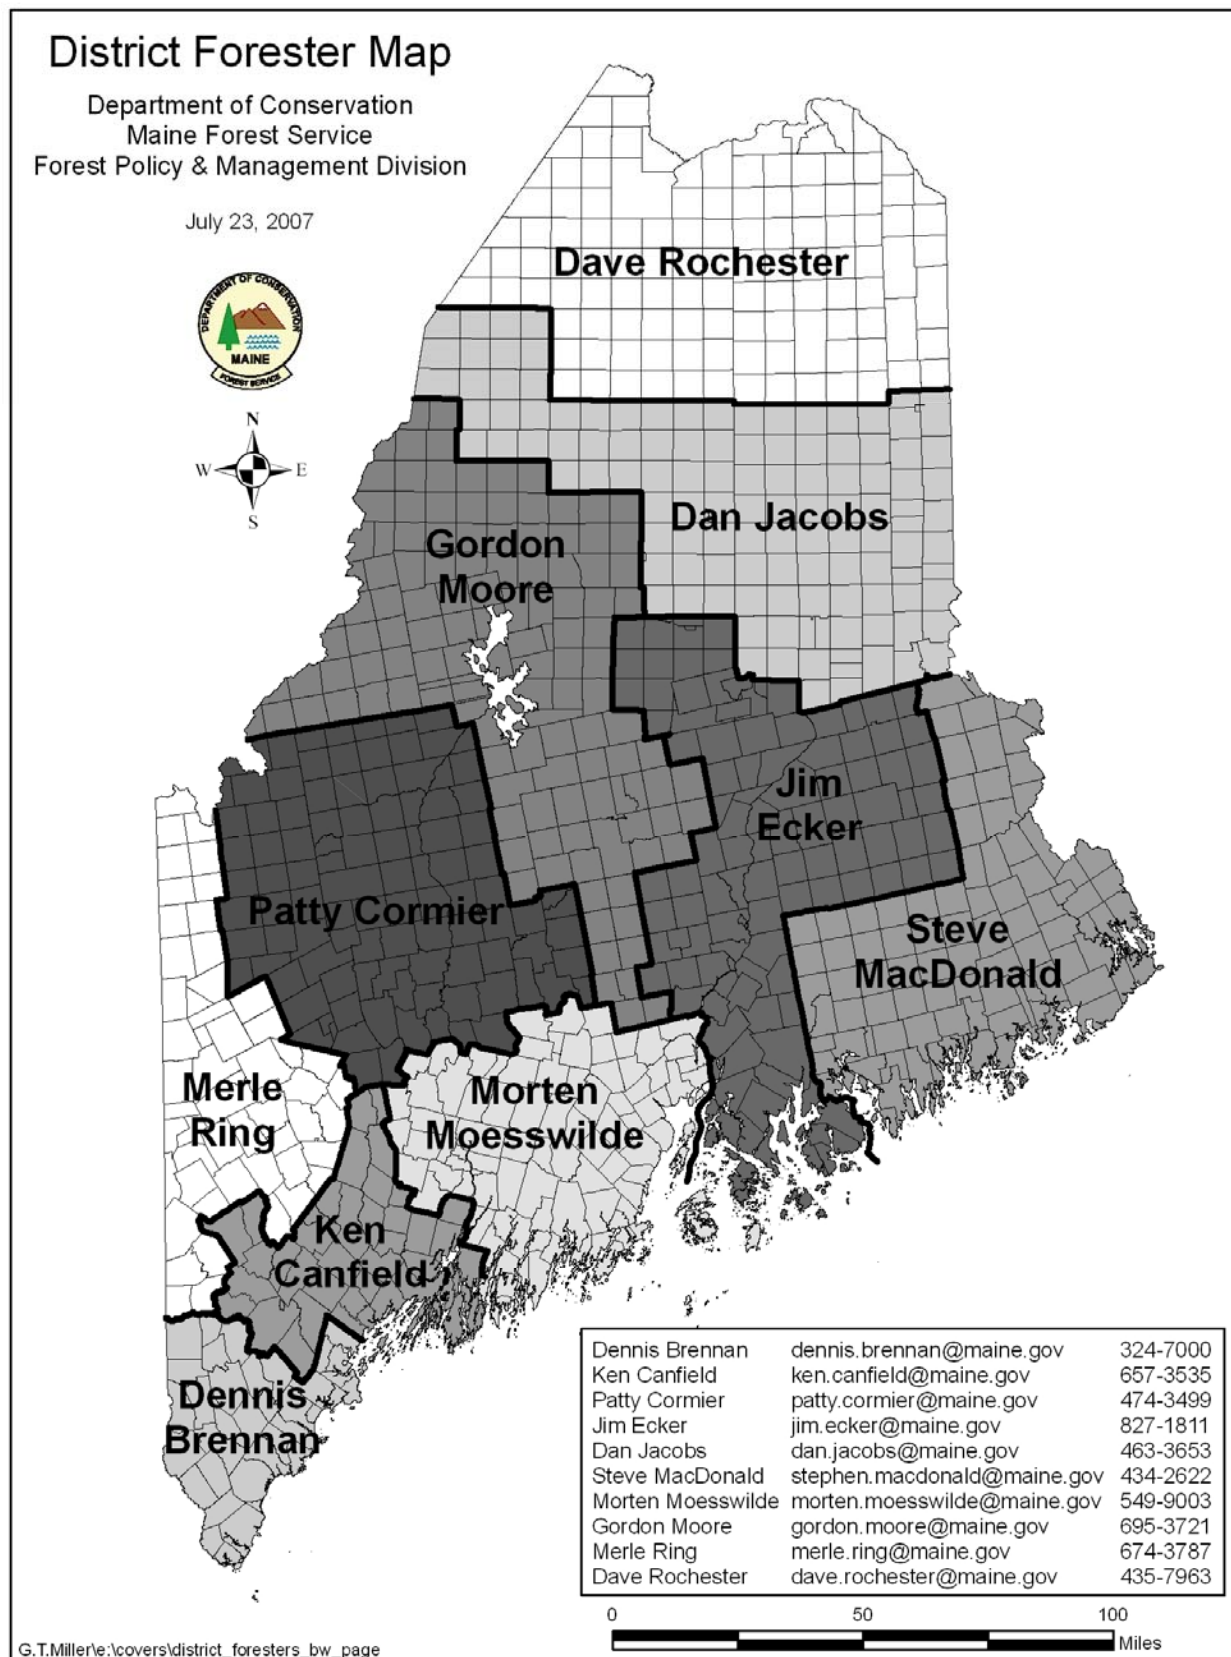 District Forester Map
Department of Conservation
Maine Forest Service
Forest Policy & Management Division
July 23, 2007
DEPARTMENT OF CONSERVATION
MAINE
FOREST SERVICE
N
W
E
S
Dave Rochester
Dan Jacobs
Gordon
Moore
Jim
Ecker
Patty Cormier
Steve
MacDonald
Merle
Ring
Morten
Moesswilde
Ken
Canfield
Dennis
Brennan
Dennis Brennan dennis.brennan@maine.gov 324-7000
Ken Canfield ken.canfield@maine.gov 657-3535
Patty Cormier patty.cormier@maine.gov 474-3499
Jim Ecker jim.ecker@maine.gov 827-1811
Dan Jacobs dan.jacobs@maine.gov 463-3653
Steve MacDonald stephen.macdonald@maine.gov 434-2622
Morten Moesswilde morten.moesswilde@maine.gov 549-9003
Gordon Moore gordon.moore@maine.gov 695-3721
Merle Ring merle.ring@maine.gov 674-3787
Dave Rochester dave.rochester@maine.gov 435-7963
0 50 100
Miles
G.T.Miller\e:\covers\district_foresters_bw_page